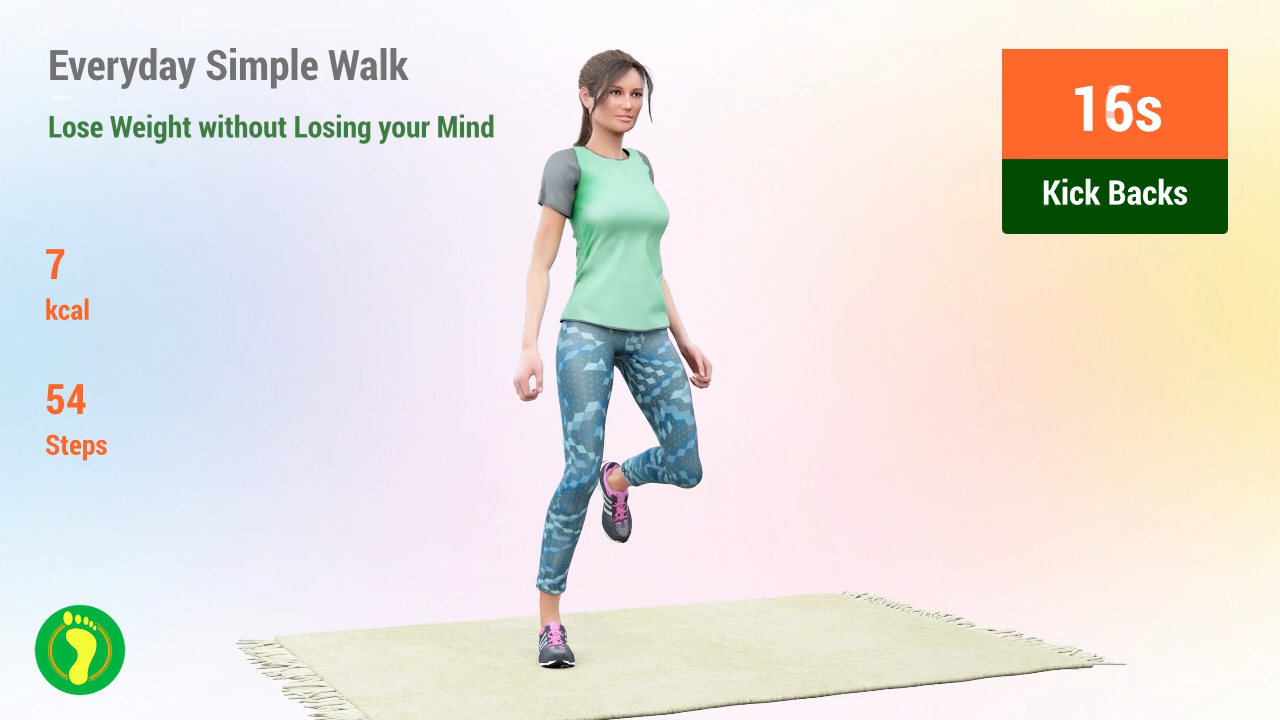 Everyday Simple Walk
Lose Weight without Losing your Mind
16s
Kick Backs
7
kcal
54
Steps